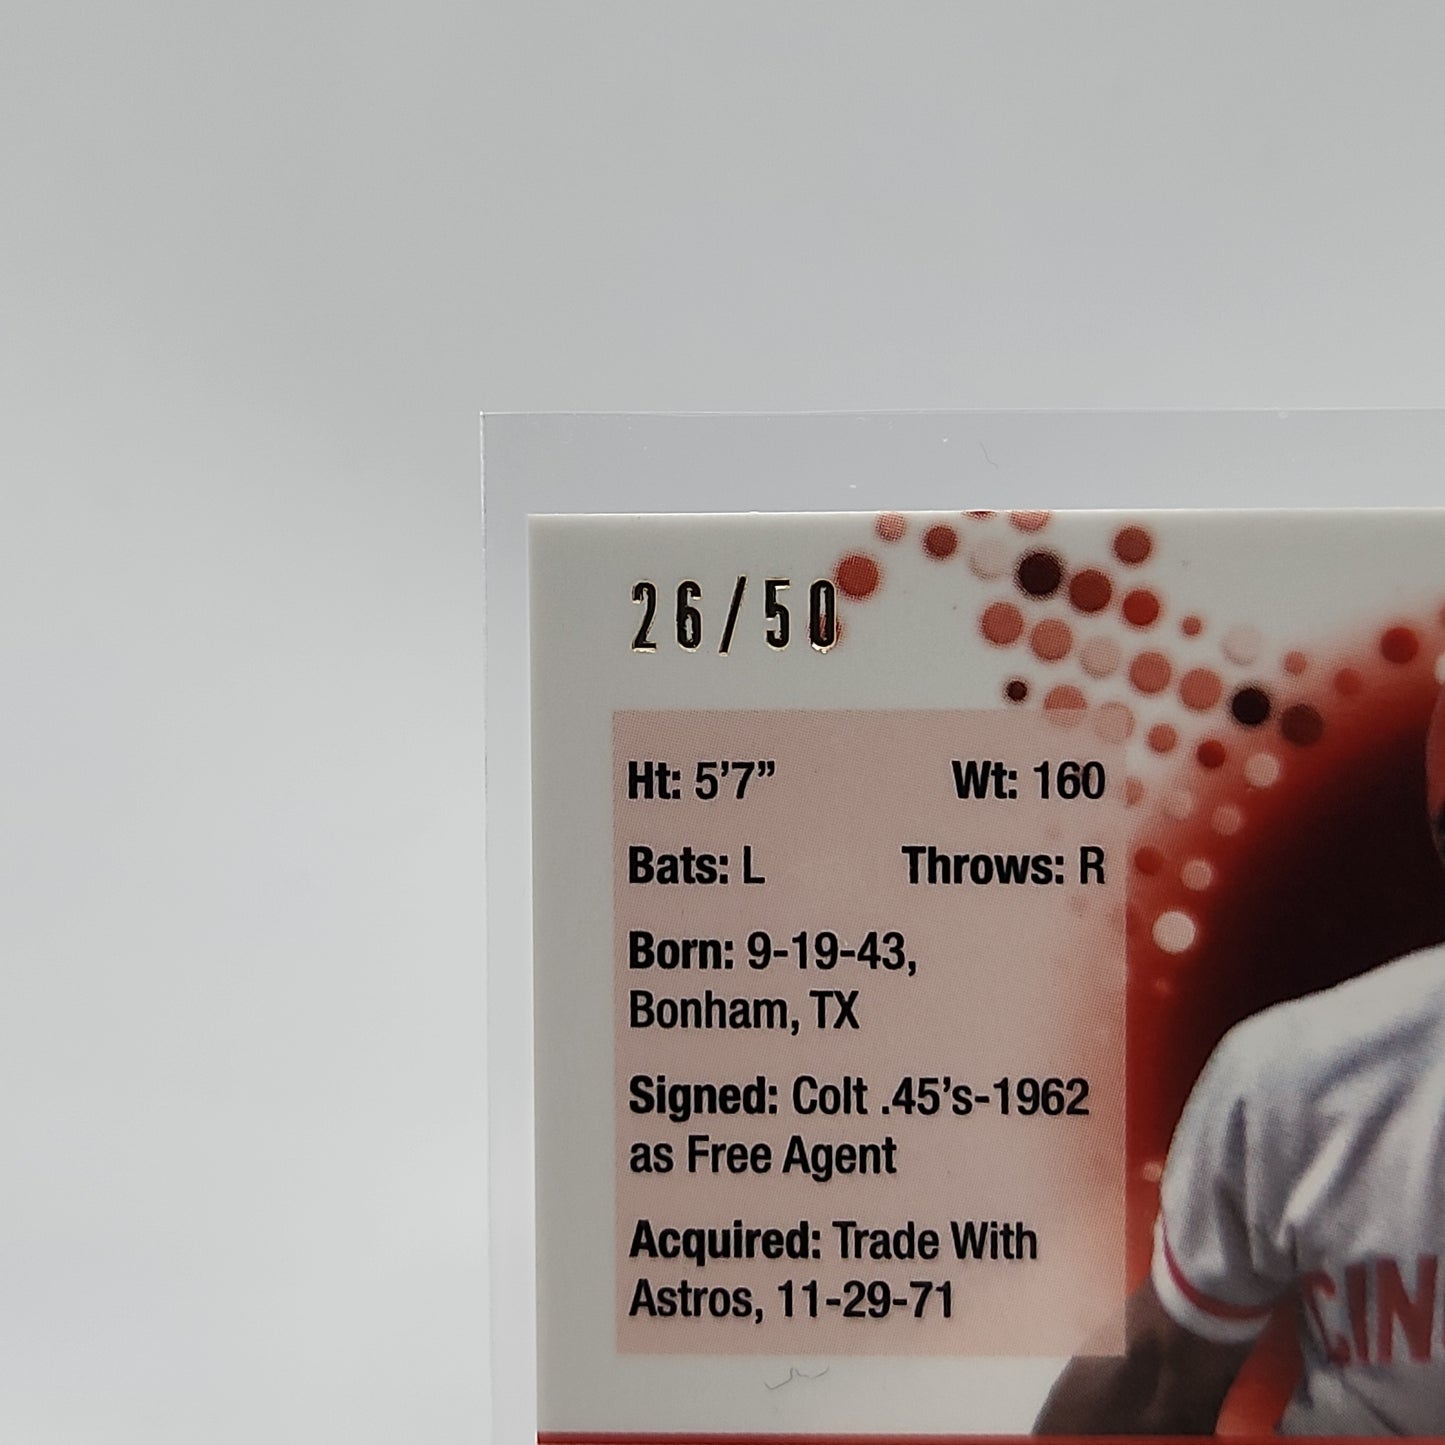 26/50
Ht: 5’7” Wt: 160
Bats: L Throws: R
Born: 9-19-43,
Bonham, TX
Signed: Colt .45’s-1962
as Free Agent
Acquired: Trade With
Astros, 11-29-71
CIN